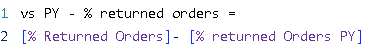 1 vs PY - % returned orders =
2 [% Returned Orders]- [% returned Orders PY]